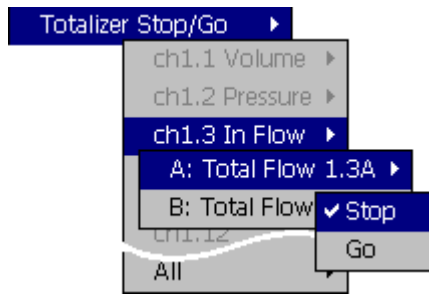 Totalizer Stop/Go
ch1.1 Volume
ch1.2 Pressure
ch1.3 In Flow
A: Total Flow 1.3A
B: Total Flow
✓ Stop
ch1.12
Go
All